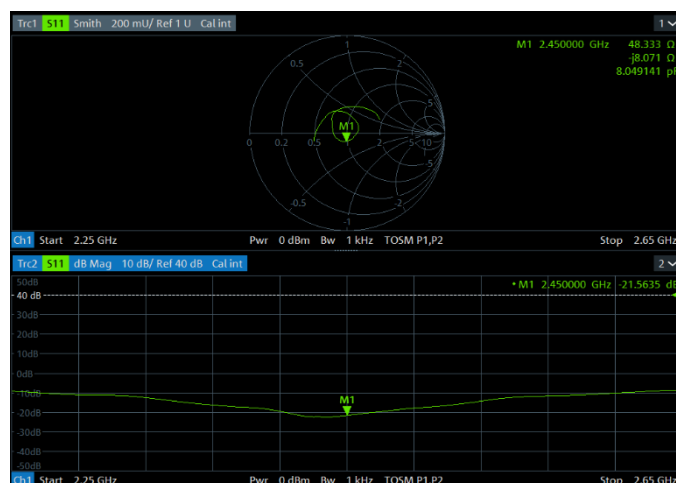 Trc1 S11 Smith 200 mU/ Ref 1 U Cal int 1
M1 2.450000 GHz 48.333 Ω
-j8.071 Ω
8.049141 pF
1
0.5 2
5
M1
0 0.2 0.5 1 2 5 10
-5
-0.5 -2
-1
Ch1 Start 2.25 GHz Pwr 0 dBm Bw 1 kHz TOSM P1,P2 Stop 2.65 GHz
Trc2 S11 dB Mag 10 dB/ Ref 40 dB Cal int 2
50dB
• M1 2.450000 GHz -21.5635 dB
40 dB
30dB
20dB
10dB
0dB
-10dB
M1
-20dB
-30dB
-40dB
-50dB
Ch1 Start 2.25 GHz Pwr 0 dBm Bw 1 kHz TOSM P1,P2 Stop 2.65 GHz